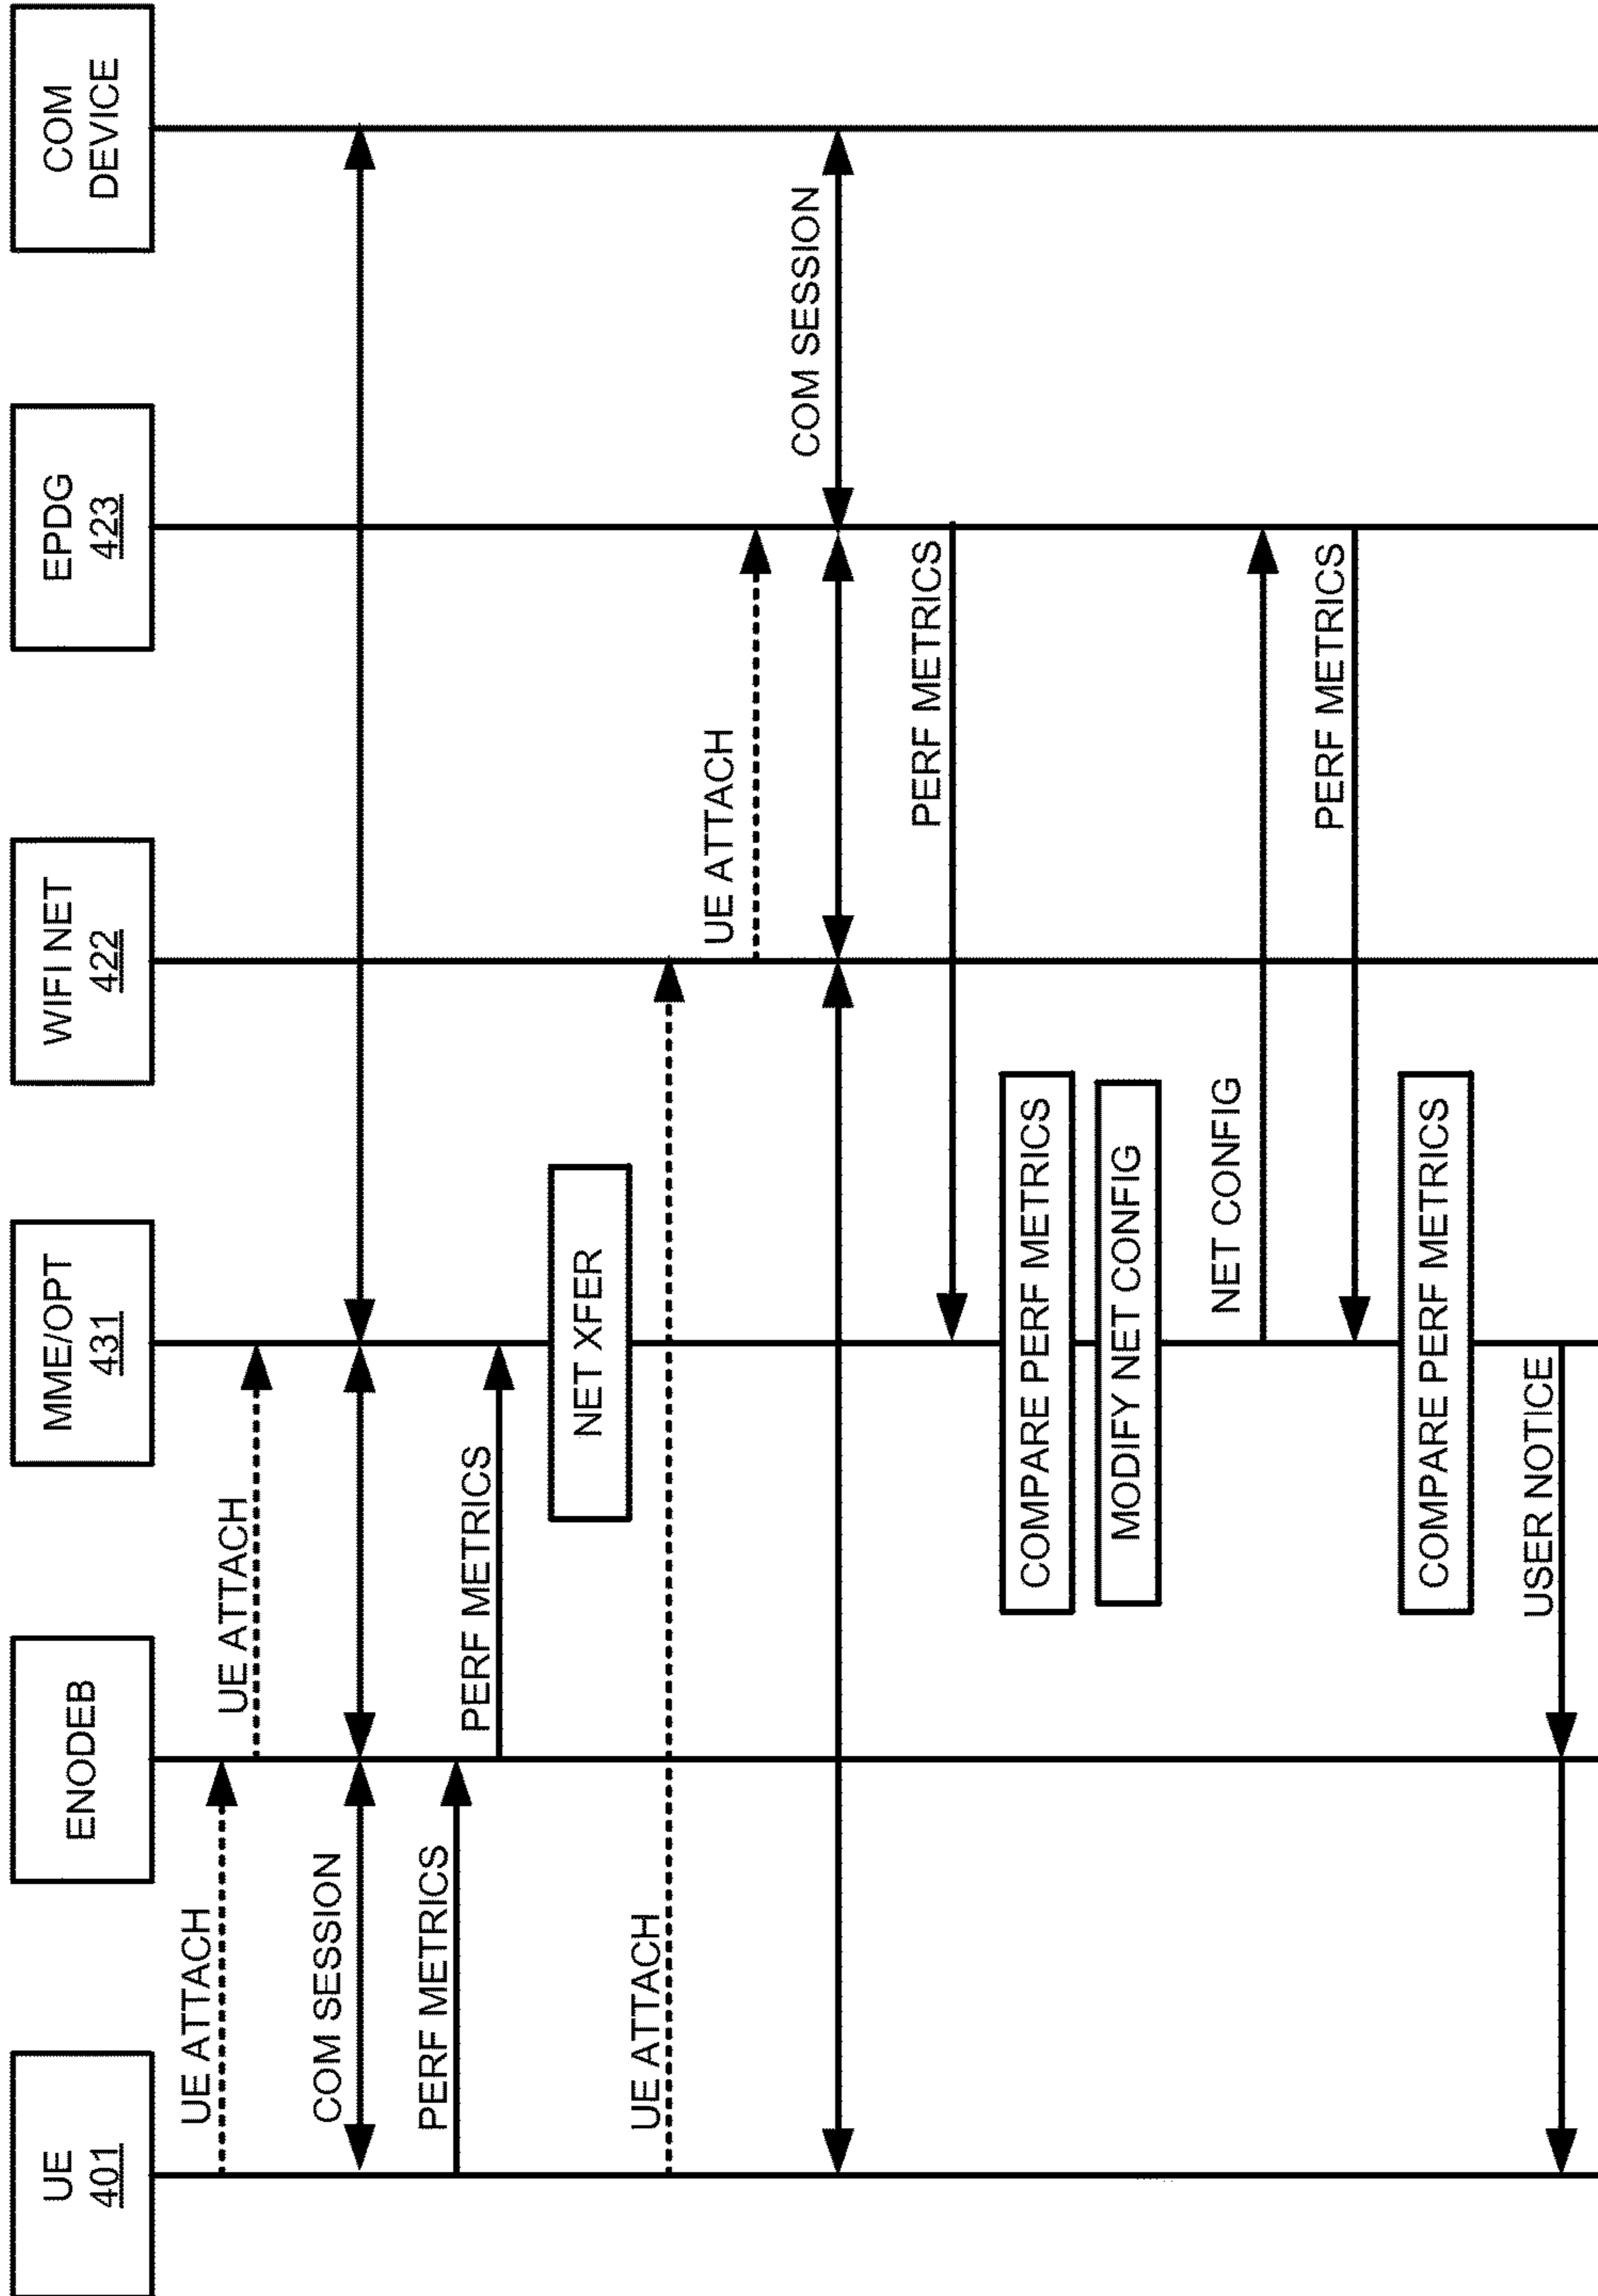 UE
401
ENODEB
MME/OPT
431
WIFI NET
422
EPDG
423
COM
DEVICE
UE ATTACH
UE ATTACH
COM SESSION
PERF METRICS
PERF METRICS
NET XFER
UE ATTACH
UE ATTACH
COM SESSION
PERF METRICS
COMPARE PERF METRICS
MODIFY NET CONFIG
NET CONFIG
PERF METRICS
COMPARE PERF METRICS
USER NOTICE